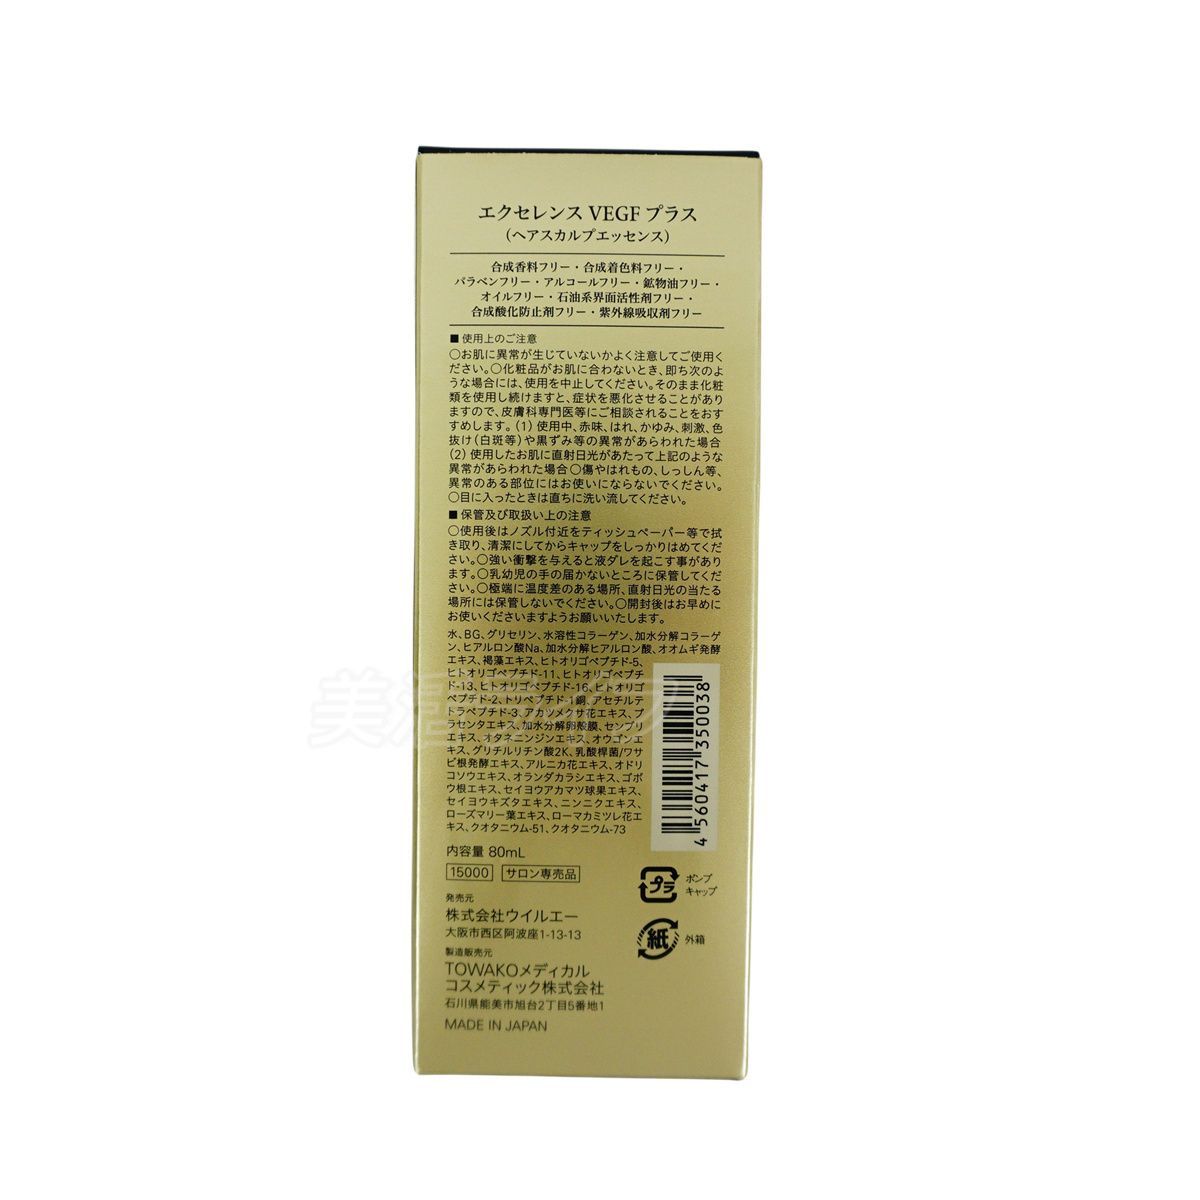 エクセレンス VEGF プラス
(ヘアスカルプエッセンス)
合成香料フリー・合成着色料フリー・
パラベンフリー・アルコールフリー・鉱物油フリー・
オイルフリー・石油系界面活性剤フリー・
合成酸化防止剤フリー・紫外線吸収剤フリー
■ 使用上のご注意
○お肌に異常が生じていないかよく注意してご使用く
ださい。○化粧品がお肌に合わないとき、即ち次のよ
うな場合には、使用を中止してください。そのまま化粧
類を使用し続けますと、症状を悪化させることがあり
ますので、皮膚科専門医等にご相談されることをおす
すめします。(1) 使用中、赤味、はれ、かゆみ、刺激、色
抜け(白斑等)や黒ずみ等の異常があらわれた場合
(2) 使用したお肌に直射日光があたって上記のような
異常があらわれた場合○傷やはれもの、しっしん等、
異常のある部位にはお使いにならないでください。
○目に入ったときは直ちに洗い流してください。
■ 保管及び取扱い上の注意
○使用後はノズル付近をティッシュペーパー等で拭
き取り、清潔にしてからキャップをしっかりはめてくだ
さい。○強い衝撃を与えると液ダレを起こす事があり
ます。○乳幼児の手の届かないところに保管してくだ
さい。○極端に温度差のある場所、直射日光の当たる
場所には保管しないでください。○開封後はお早めに
お使いくださいますようお願いいたします。
水、BG、グリセリン、水溶性コラーゲン、加水分解コラーゲ
ン、ヒアルロン酸Na、加水分解ヒアルロン酸、オオムギ発酵
エキス、褐藻エキス、ヒトオリゴペプチド-5、
ヒトオリゴペプチド-11、ヒトオリゴペプチ
ド-13、ヒトオリゴペプチド-16、ヒトオリゴ
ペプチド-2、トリペプチド-1銅、アセチルテ
トラペプチド-3、アカツメクサ花エキス、プ
ラセンタエキス、加水分解卵殻膜、センブリ
エキス、オタネニンジンエキス、オウゴンエ
キス、グリチルリチン酸2K、乳酸桿菌/ワサ
ビ根発酵エキス、アルニカ花エキス、オドリ
コソウエキス、オランダカラシエキス、ゴボ
ウ根エキス、セイヨウアカマツ球果エキス、
セイヨウキズタエキス、ニンニクエキス、
ローズマリー葉エキス、ローマカミツレ花エ
キス、クオタニウム-51、クオタニウム-73
4 560417 350038
内容量 80mL
15000 サロン専売品
プラ ポンプ
キャップ
紙 外箱
発売元
株式会社ウイルエー
大阪市西区阿波座1-13-13
製造販売元
TOWAKOメディカル
コスメティック株式会社
石川県能美市旭台2丁目5番地1
MADE IN JAPAN